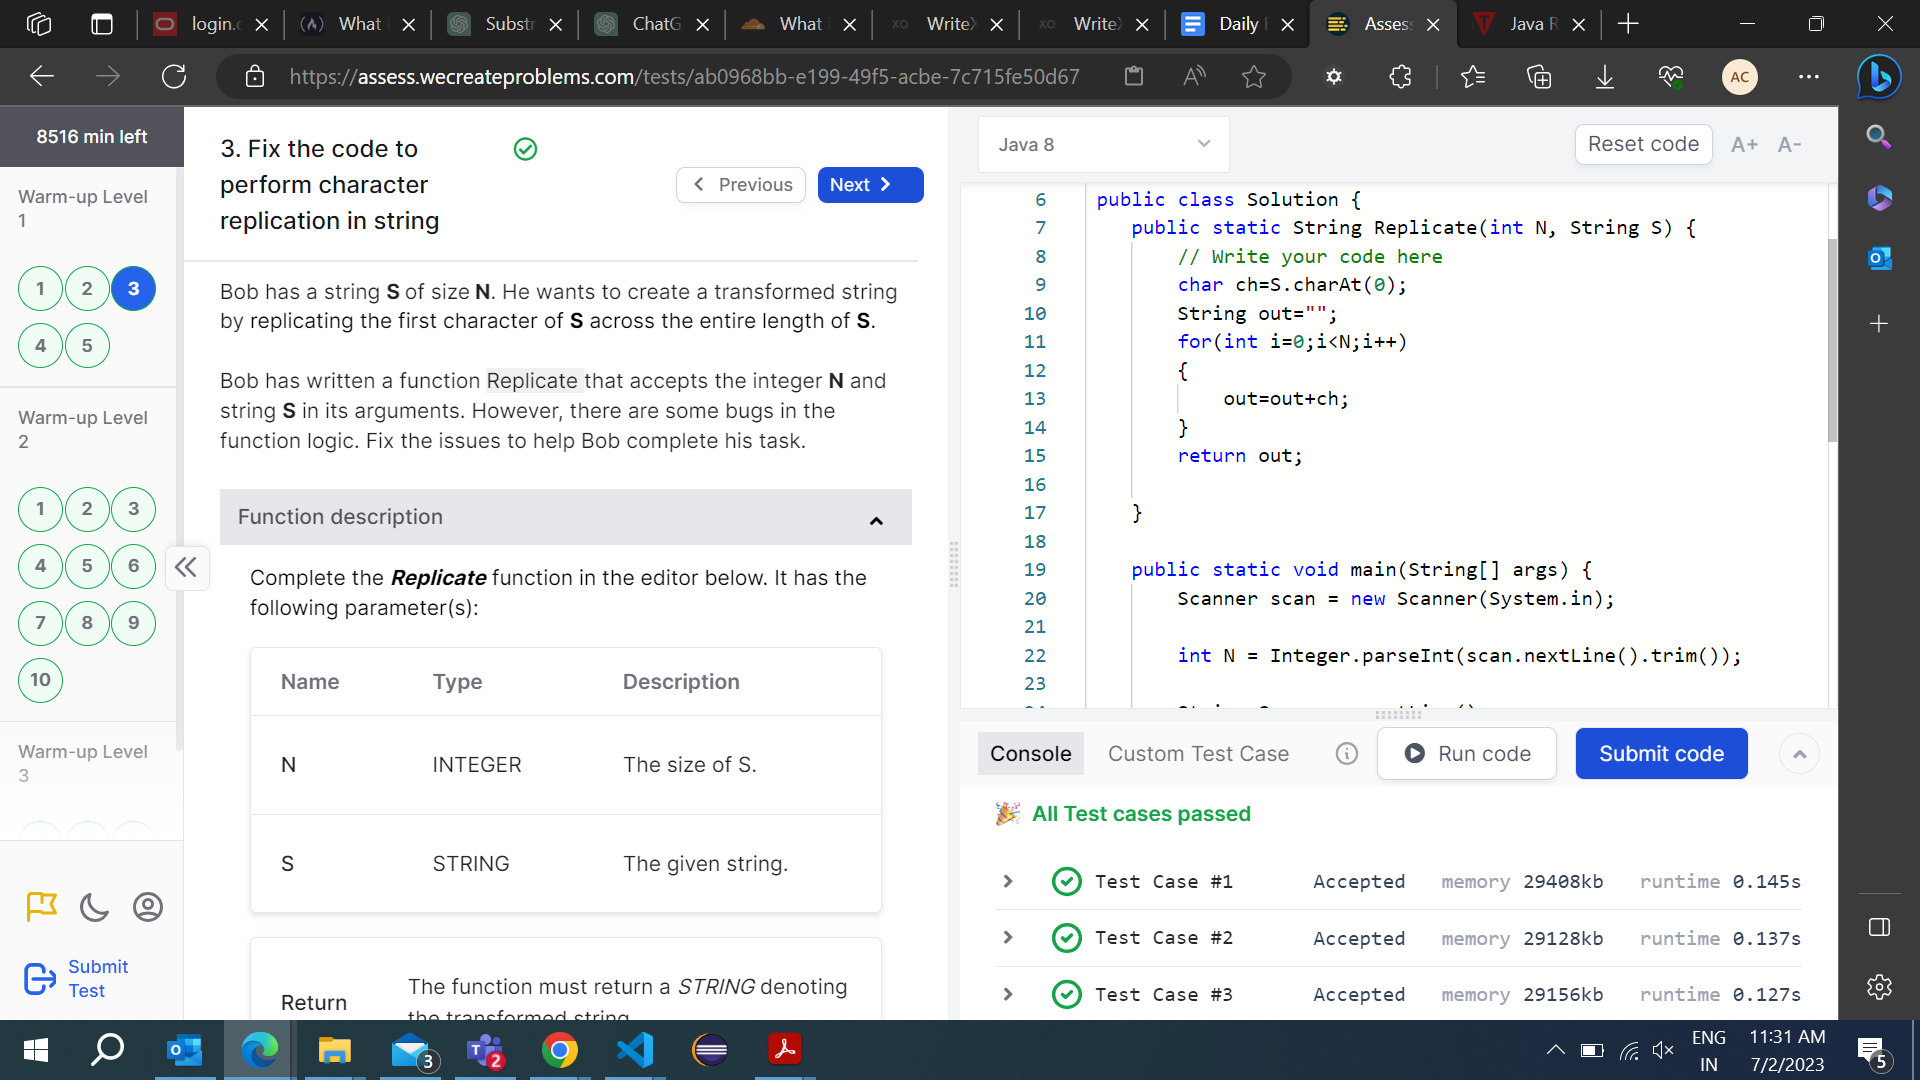 login.c
What
Substr
ChatG
What i
WriteX
WriteX
Daily E
Asses
Java R
https://assess.wecreateproblems.com/tests/ab0968bb-e199-49f5-acbe-7c715fe50d67
AC
8516 min left
Warm-up Level
1
1 2 3
4 5
Warm-up Level
2
1 2 3
4 5 6
7 8 9
10
Warm-up Level
3
Submit
Test
3. Fix the code to
perform character
replication in string
Previous
Next
Bob has a string S of size N. He wants to create a transformed string
by replicating the first character of S across the entire length of S.
Bob has written a function Replicate that accepts the integer N and
string S in its arguments. However, there are some bugs in the
function logic. Fix the issues to help Bob complete his task.
Function description
Complete the Replicate function in the editor below. It has the
following parameter(s):
Name Type Description
N INTEGER The size of S.
S STRING The given string.
Return
The function must return a STRING denoting
the transformed string
Java 8
Reset code
A+ A-
6 public class Solution {
7 public static String Replicate(int N, String S) {
8 // Write your code here
9 char ch=S.charAt(0);
10 String out="";
11 for(int i=0;i<N;i++)
12 {
13 out=out+ch;
14 }
15 return out;
16
17 }
18
19 public static void main(String[] args) {
20 Scanner scan = new Scanner(System.in);
21
22 int N = Integer.parseInt(scan.nextLine().trim());
23
Console
Custom Test Case
Run code
Submit code
All Test cases passed
Test Case #1 Accepted memory 29408kb runtime 0.145s
Test Case #2 Accepted memory 29128kb runtime 0.137s
Test Case #3 Accepted memory 29156kb runtime 0.127s
3
2
ENG
IN
11:31 AM
7/2/2023
5